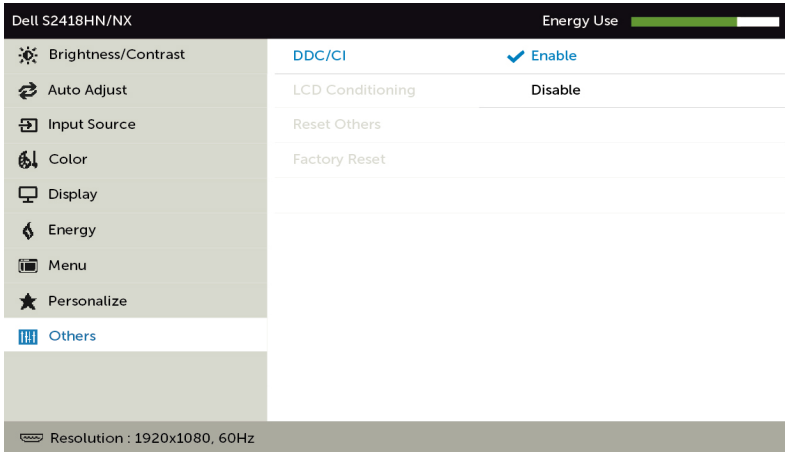 Dell S2418HN/NX Energy Use
Brightness/Contrast DDC/CI Enable
Auto Adjust LCD Conditioning Disable
Input Source Reset Others
Color Factory Reset
Display
Energy
Menu
Personalize
Others
Resolution : 1920x1080, 60Hz